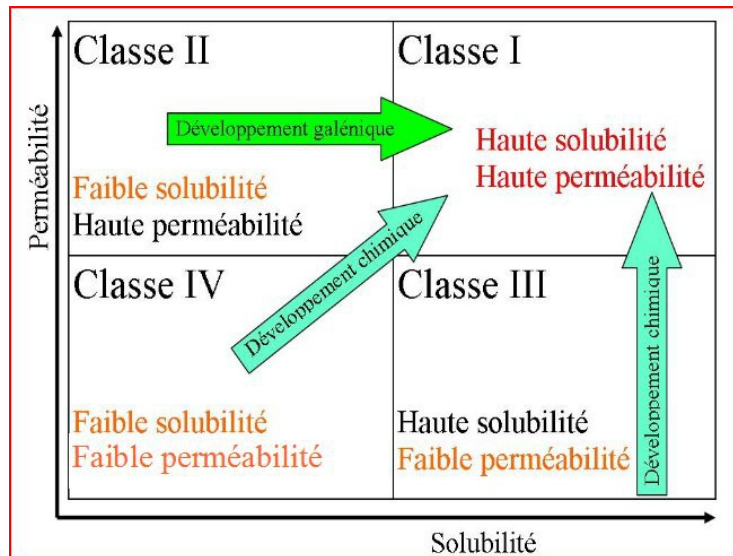 Perméabilité
Classe II
Développement galénique
Faible solubilité
Haute perméabilité
Classe I
Haute solubilité
Haute perméabilité
Classe IV
Développement chimique
Faible solubilité
Faible perméabilité
Classe III
Haute solubilité
Faible perméabilité
Développement chimique
Solubilité